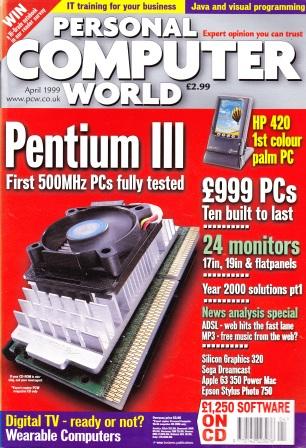 WIN
IT training for your business
Java and visual programming
PERSONAL
Expert opinion you can trust
COMPUTER
April 1999
www.pcw.co.uk
WORLD
£2.99
HP 420
1st colour
palm PC
Pentium III
First 500MHz PCs fully tested
£999 PCs
Ten built to last
24 monitors
17in, 19in & flatpanels
Year 2000 solutions pt1
News analysis special
ADSL - web hits the fast lane
MP3 - free music from the web?
Silicon Graphics 320
Sega Dreamcast
Apple G3 350 Power Mac
Epson Stylus Photo 750
£1,250 SOFTWARE
ON
CD
Digital TV - ready or not?
Wearable Computers